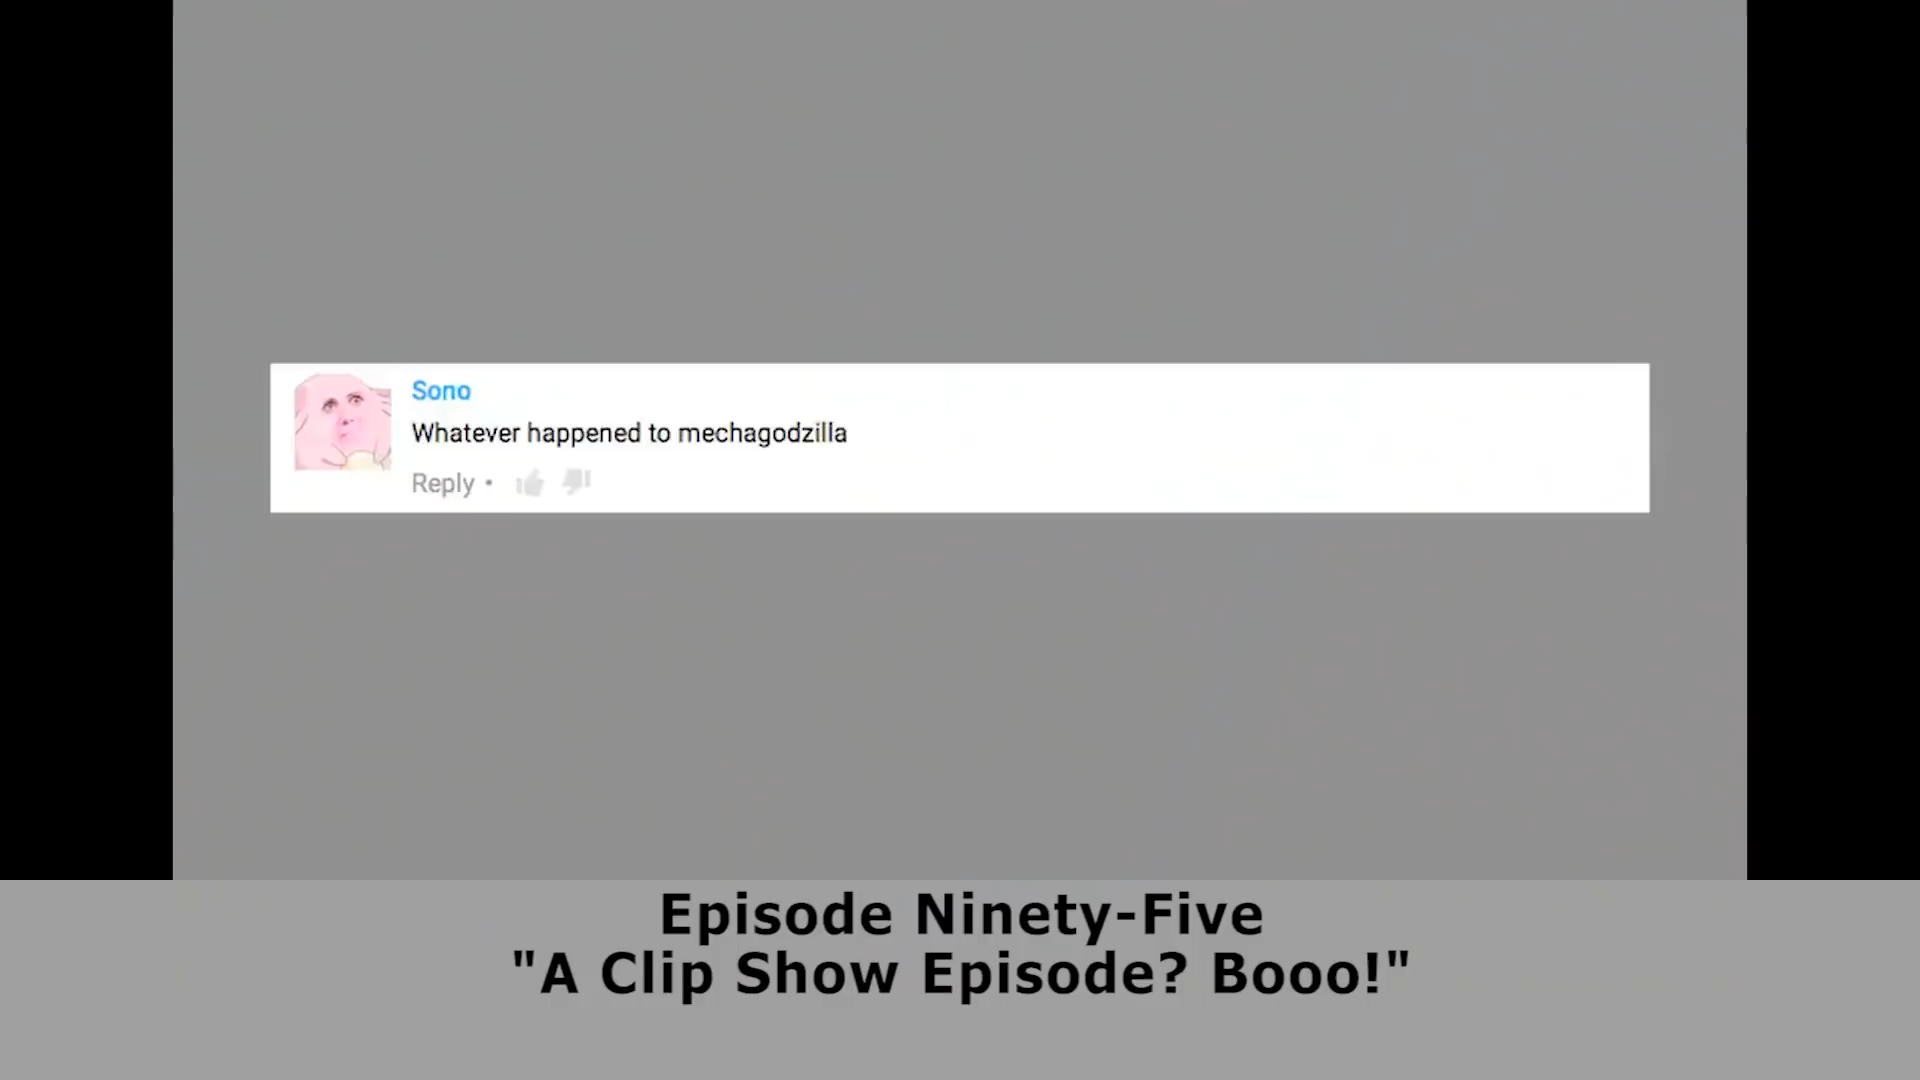 Sono
Whatever happened to mechagodzilla
Reply •
Episode Ninety-Five
"A Clip Show Episode? Booo!"